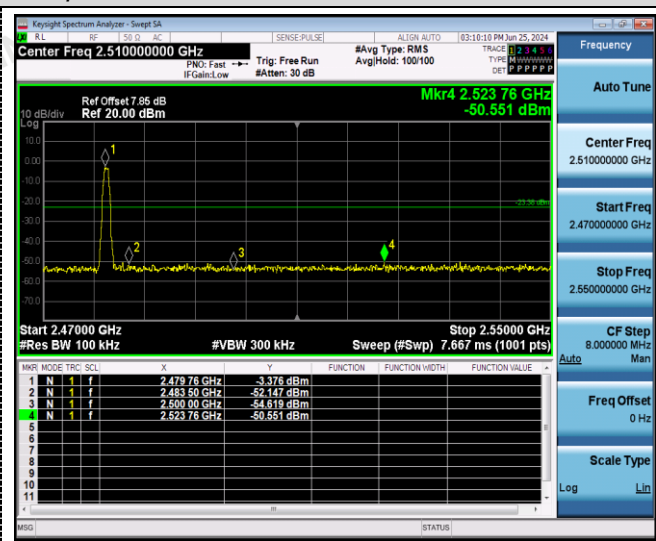 Keysight Spectrum Analyzer - Swept SA
RL RF 50 Ω AC SENSE:PULSE ALIGN AUTO 03:10:10 PM Jun 25, 2024
Center Freq 2.510000000 GHz #Avg Type: RMS TRACE 1 2 3 4 5 6
PNO: Fast Trig: Free Run Avg|Hold: 100/100 TYPE M WWWWW
IFGain:Low #Atten: 30 dB DET P P P P P P
Mkr4 2.523 76 GHz
-50.551 dBm
Ref Offset 7.85 dB
10 dB/div Ref 20.00 dBm
Log
10.0
0.00
-10.0
-20.0
-30.0
-40.0
-50.0
-60.0
-70.0
1
2
3
4
-23.38 dBm
Start 2.47000 GHz Stop 2.55000 GHz
#Res BW 100 kHz #VBW 300 kHz Sweep (#Swp) 7.667 ms (1001 pts)
MKR MODE TRC SCL X Y FUNCTION FUNCTION WIDTH FUNCTION VALUE
1 N 1 f 2.479 76 GHz -3.376 dBm
2 N 1 f 2.483 50 GHz -52.147 dBm
3 N 1 f 2.500 00 GHz -54.619 dBm
4 N 1 f 2.523 76 GHz -50.551 dBm
5
6
7
8
9
10
11
MSG STATUS
Frequency
Auto Tune
Center Freq
2.510000000 GHz
Start Freq
2.470000000 GHz
Stop Freq
2.550000000 GHz
CF Step
8.000000 MHz
Auto Man
Freq Offset
0 Hz
Scale Type
Log Lin